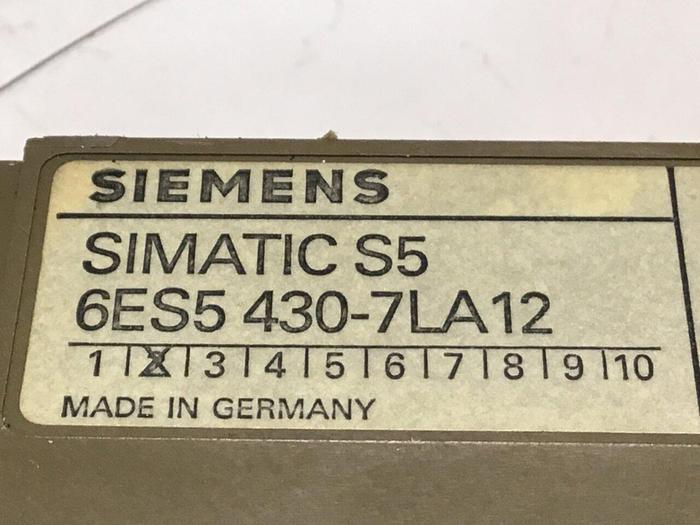 SIEMENS
SIMATIC S5
6ES5 430-7LA12
1 | 2 | 3 | 4 | 5 | 6 | 7 | 8 | 9 | 10
MADE IN GERMANY